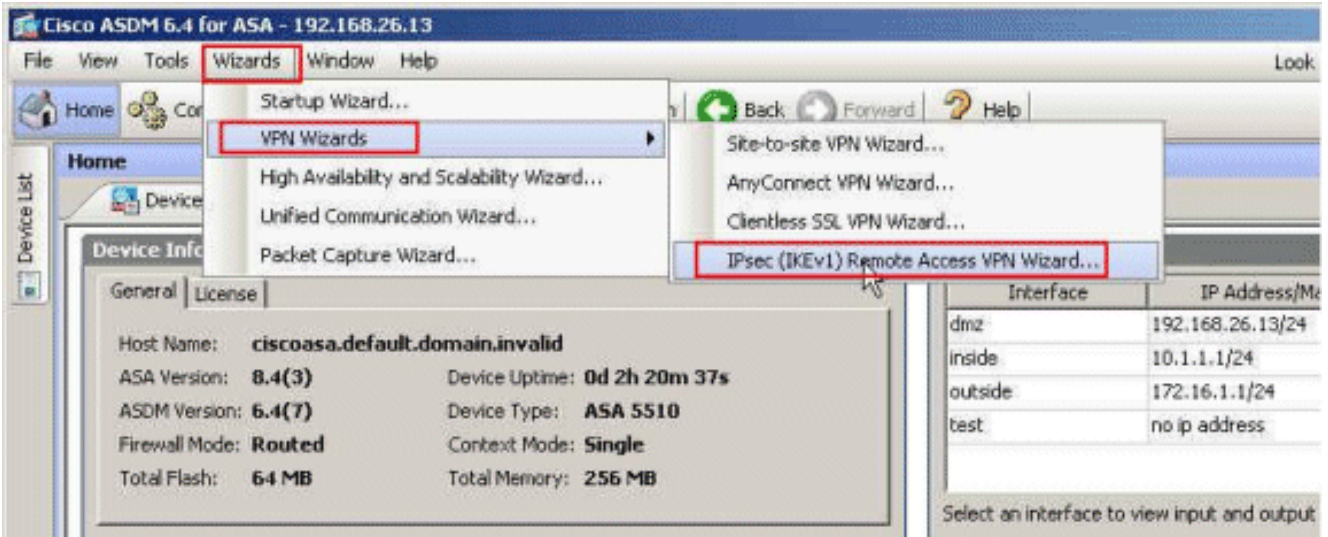 Cisco ASDM 6.4 for ASA - 192.168.26.13
File View Tools Wizards Window Help Look
Home Back Forward Help
Startup Wizard...
VPN Wizards
High Availability and Scalability Wizard...
Unified Communication Wizard...
Packet Capture Wizard...
Site-to-site VPN Wizard...
AnyConnect VPN Wizard...
Clientless SSL VPN Wizard...
IPsec (IKEv1) Remote Access VPN Wizard...
Device List
Home
Device
Device Info
General License
Host Name: ciscoasa.default.domain.invalid
ASA Version: 8.4(3) Device Uptime: 0d 2h 20m 37s
ASDM Version: 6.4(7) Device Type: ASA 5510
Firewall Mode: Routed Context Mode: Single
Total Flash: 64 MB Total Memory: 256 MB
Interface IP Address/Ma
dmz 192.168.26.13/24
inside 10.1.1.1/24
outside 172.16.1.1/24
test no ip address
Select an interface to view input and output